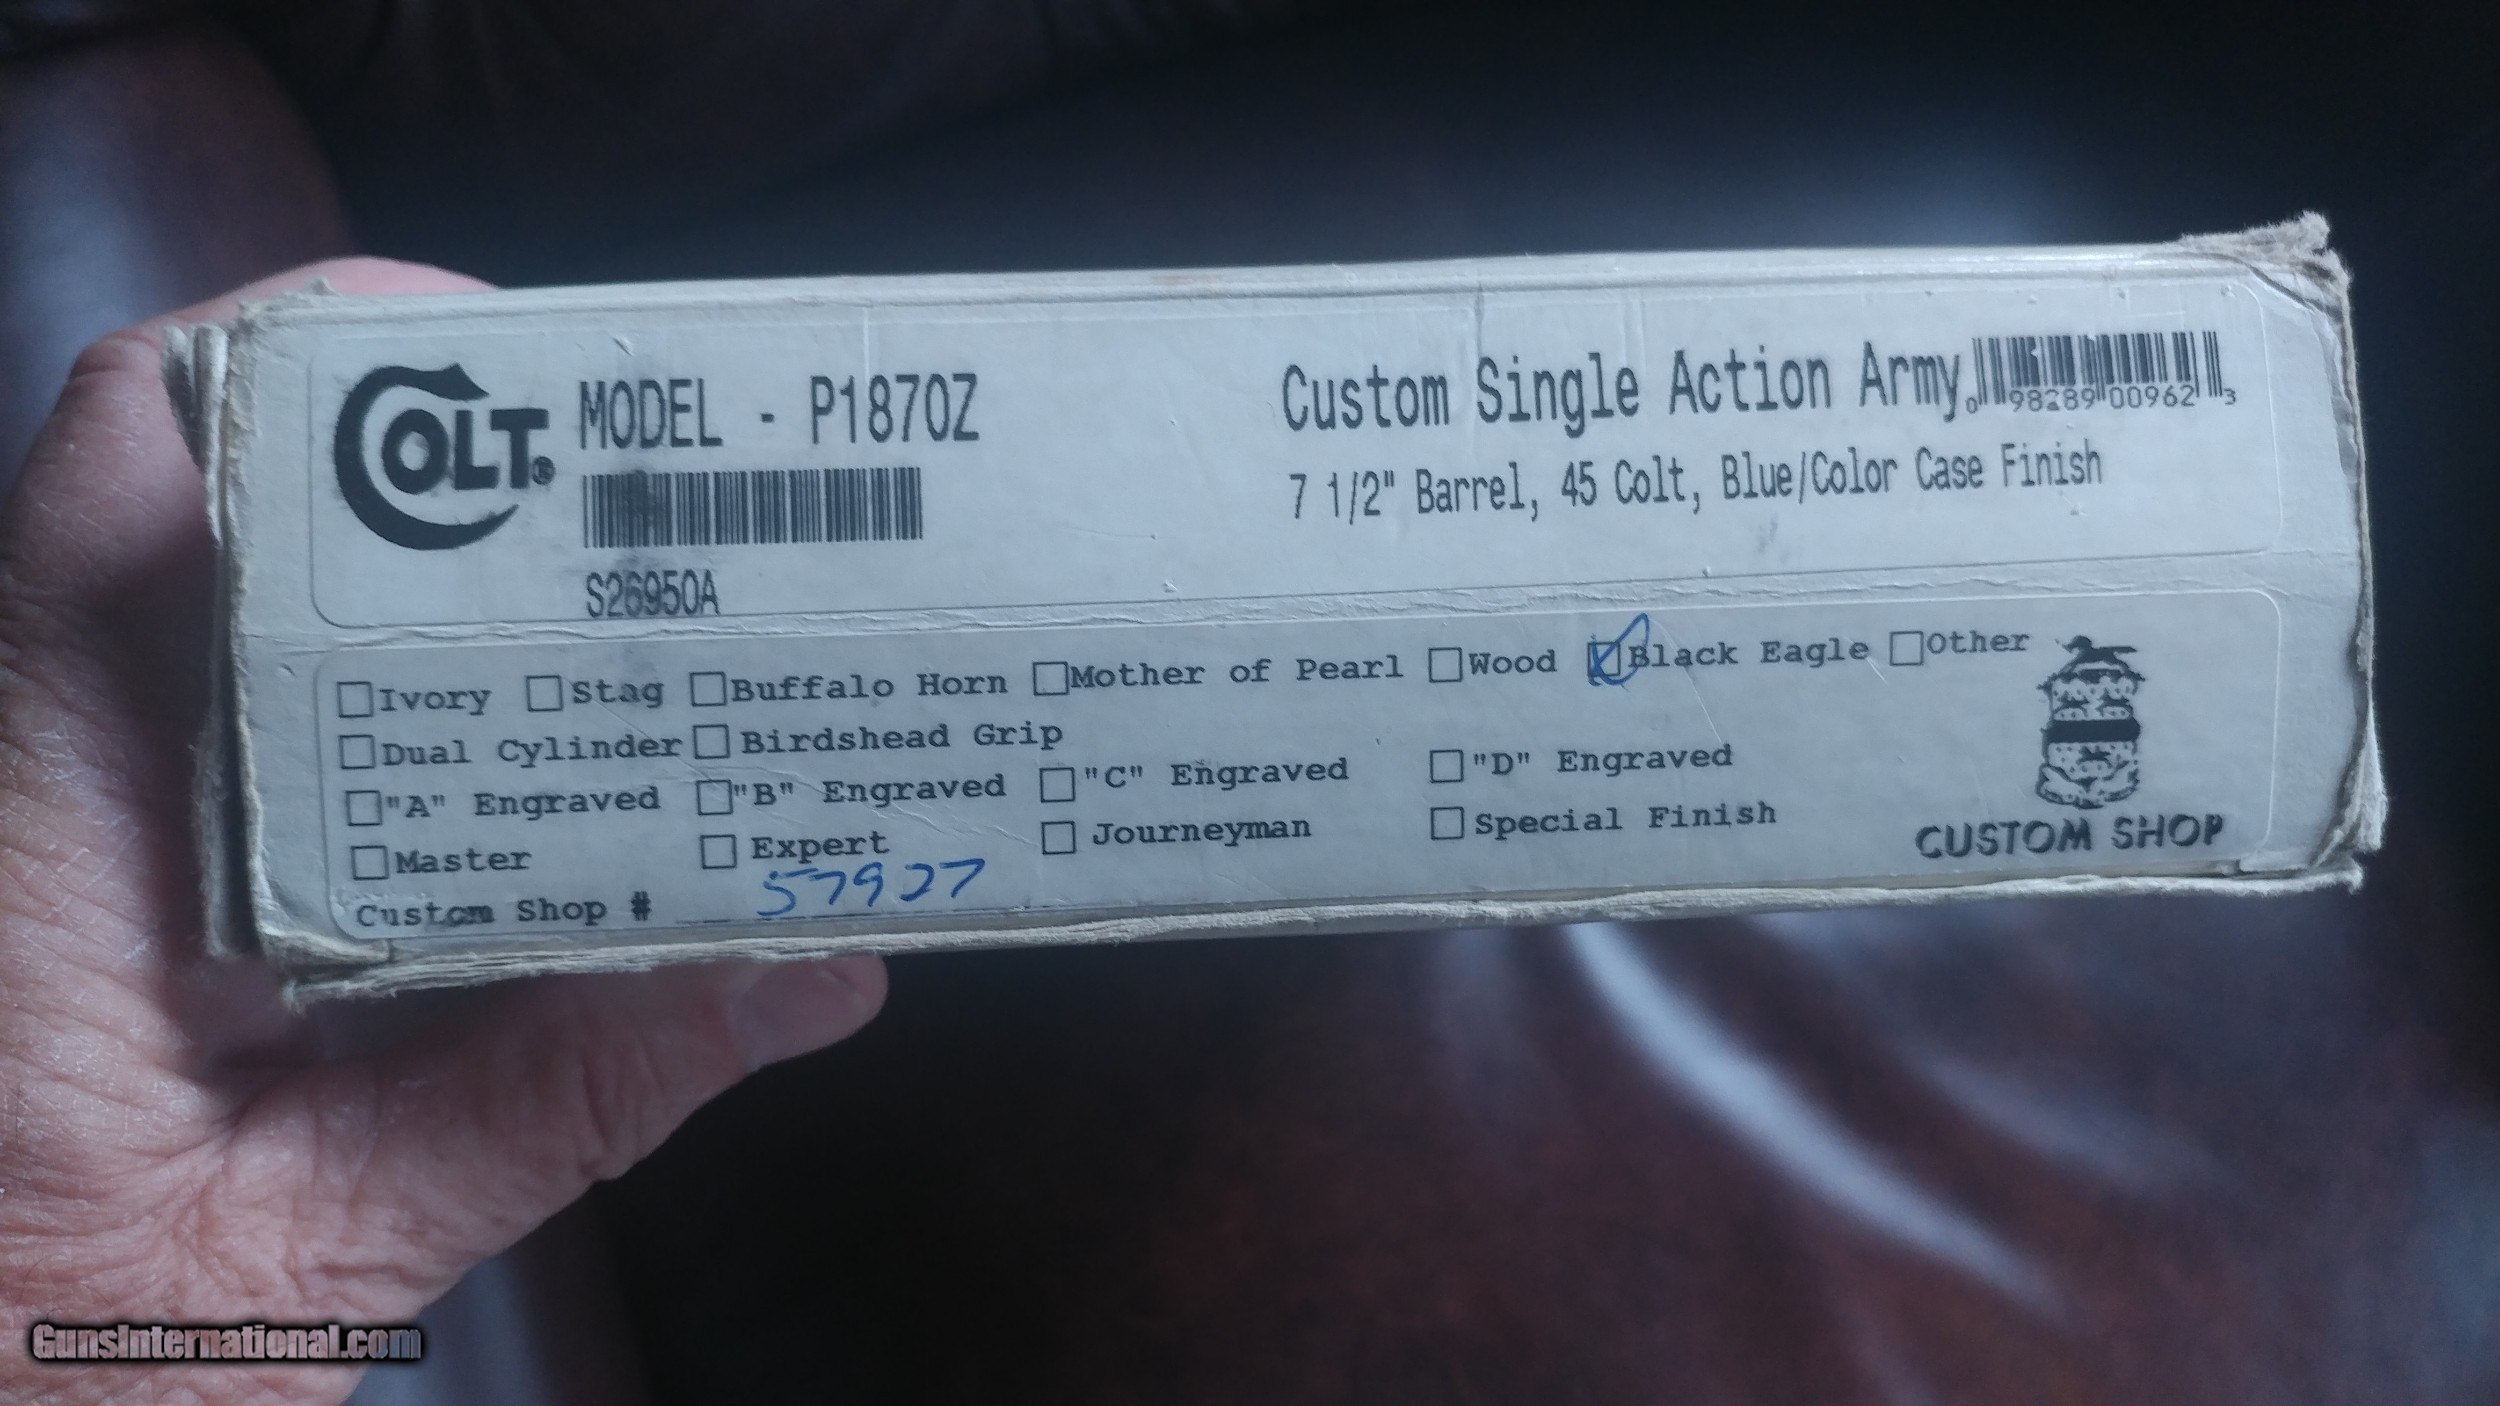 COLT® MODEL - P1870Z
S26950A
Custom Single Action Army
0 98289 00962 3
7 1/2" Barrel, 45 Colt, Blue/Color Case Finish
Ivory Stag Buffalo Horn Mother of Pearl Wood Black Eagle Other
Dual Cylinder Birdshead Grip
"A" Engraved "B" Engraved "C" Engraved "D" Engraved
Master Expert Journeyman Special Finish
Custom Shop # 57927
CUSTOM SHOP
GunsInternational.com